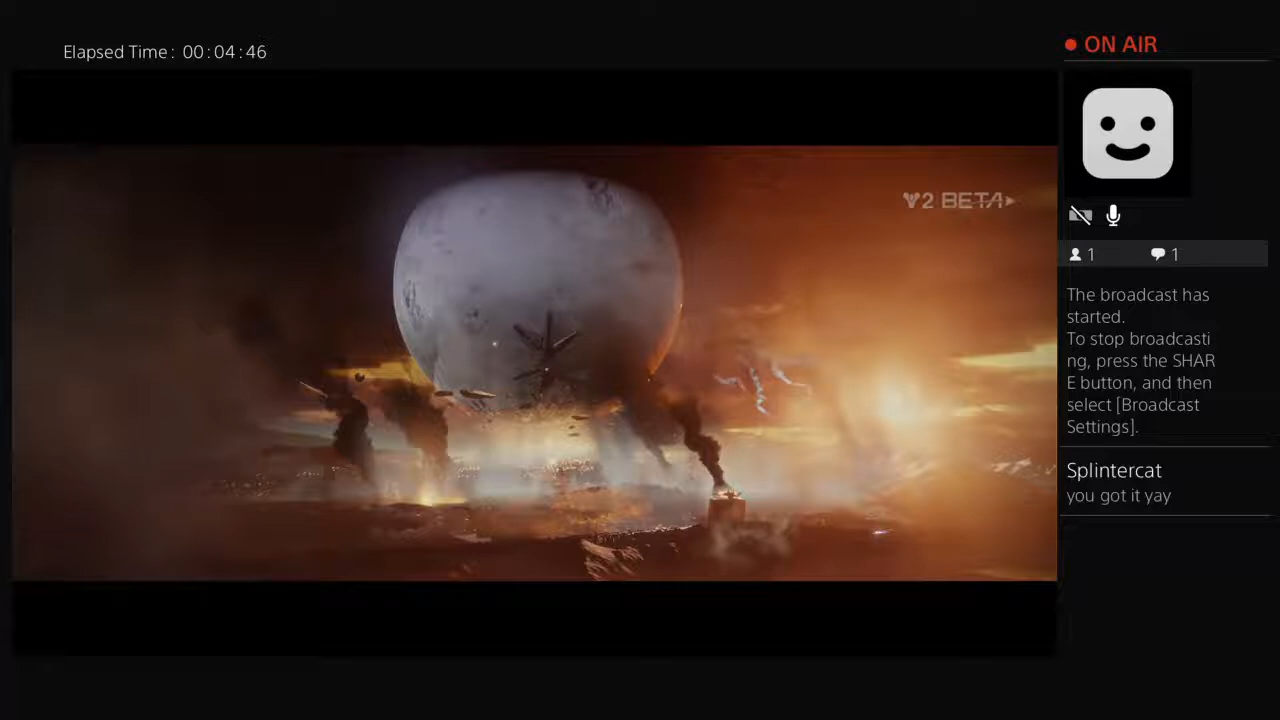 Elapsed Time: 00:04:46
ON AIR
2 BETA
1 1
The broadcast has
started.
To stop broadcasti
ng, press the SHAR
E button, and then
select [Broadcast
Settings].
Splintercat
you got it yay